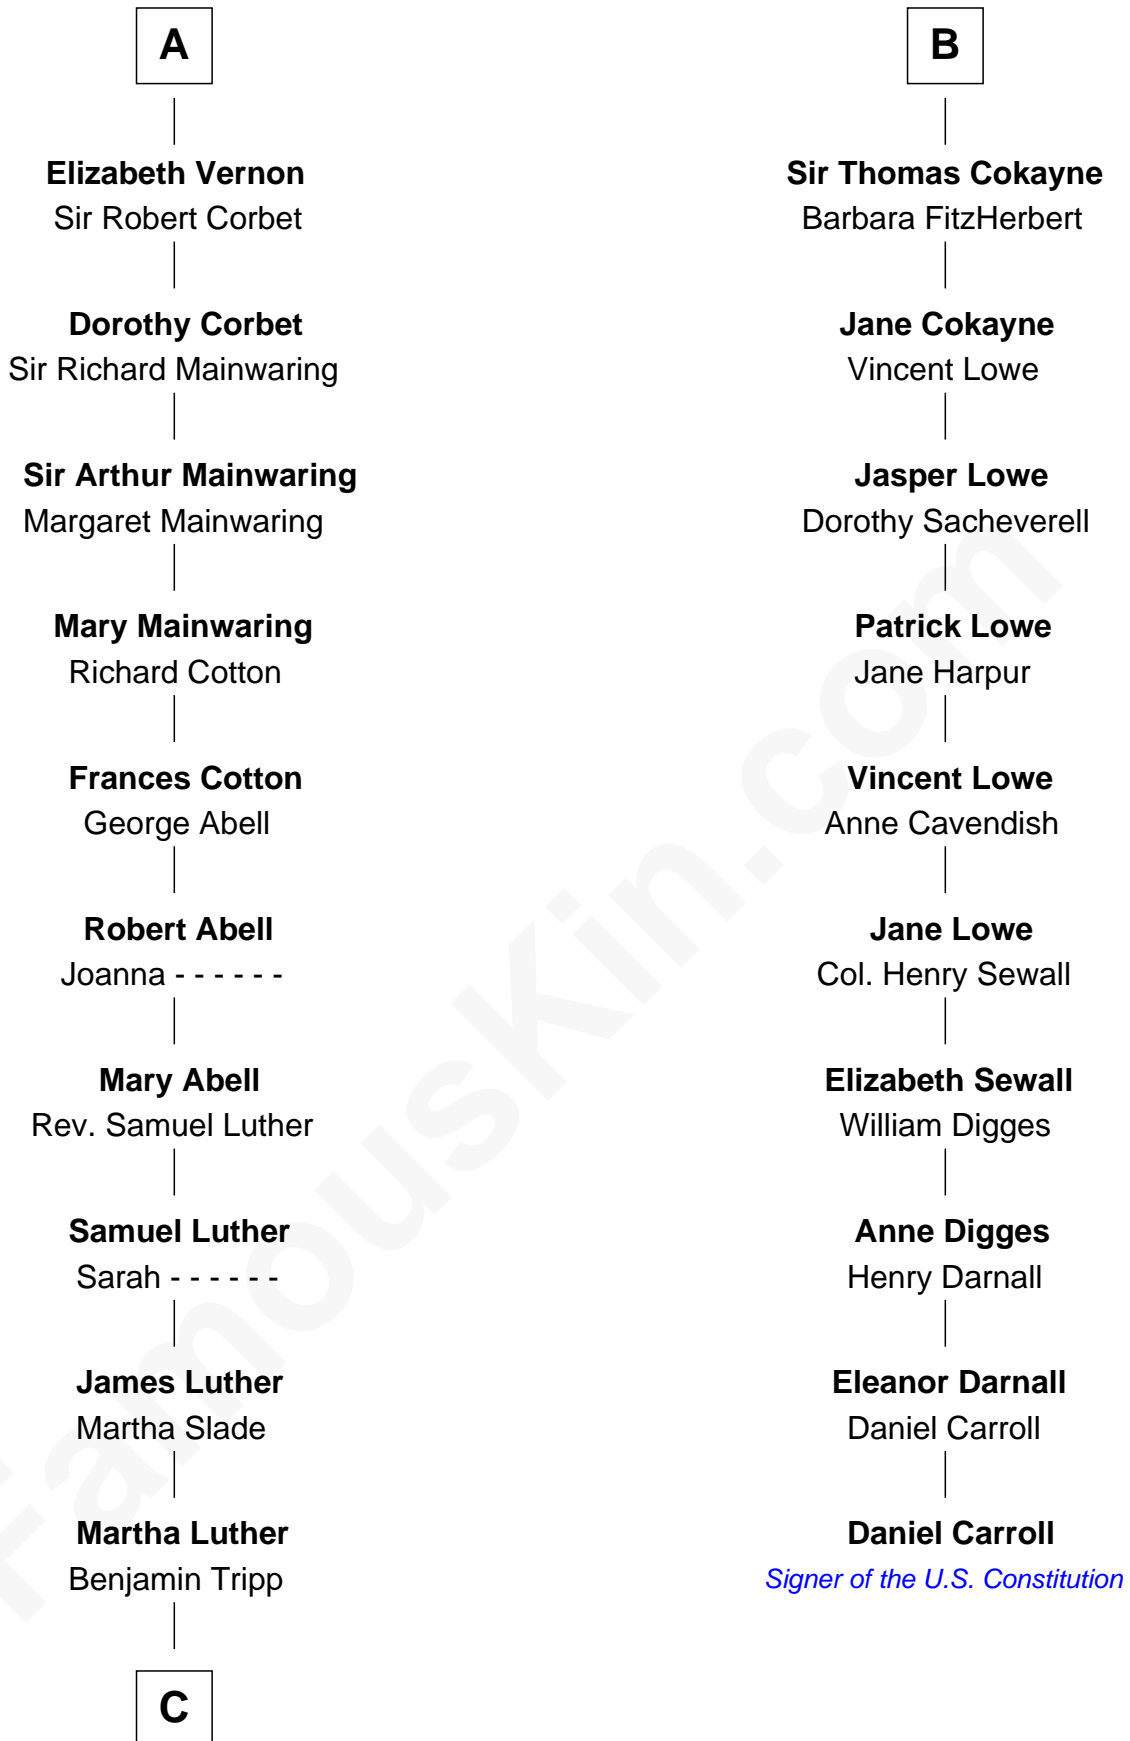 A
Elizabeth Vernon
Sir Robert Corbet
Dorothy Corbet
Sir Richard Mainwaring
Sir Arthur Mainwaring
Margaret Mainwaring
Mary Mainwaring
Richard Cotton
Frances Cotton
George Abell
Robert Abell
Joanna - - - - - -
Mary Abell
Rev. Samuel Luther
Samuel Luther
Sarah - - - - - -
James Luther
Martha Slade
Martha Luther
Benjamin Tripp
C
B
Sir Thomas Cokayne
Barbara FitzHerbert
Jane Cokayne
Vincent Lowe
Jasper Lowe
Dorothy Sacheverell
Patrick Lowe
Jane Harpur
Vincent Lowe
Anne Cavendish
Jane Lowe
Col. Henry Sewall
Elizabeth Sewall
William Digges
Anne Digges
Henry Darnall
Eleanor Darnall
Daniel Carroll
Daniel Carroll
Signer of the U.S. Constitution
FamousKin.com